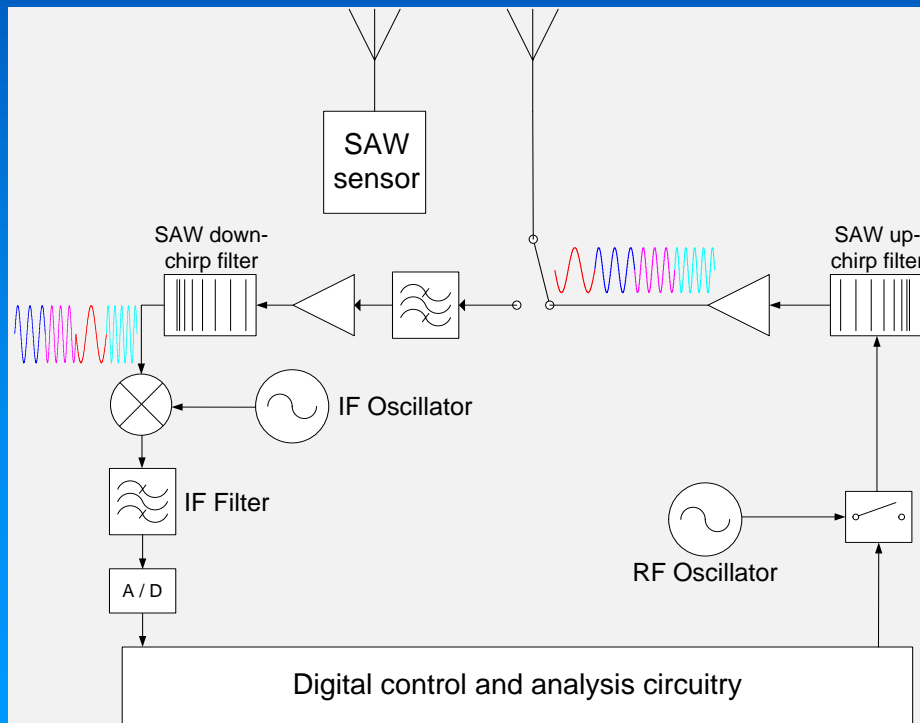 SAW
sensor
SAW down-
chirp filter
SAW up-
chirp filter
IF Oscillator
IF Filter
RF Oscillator
A / D
Digital control and analysis circuitry